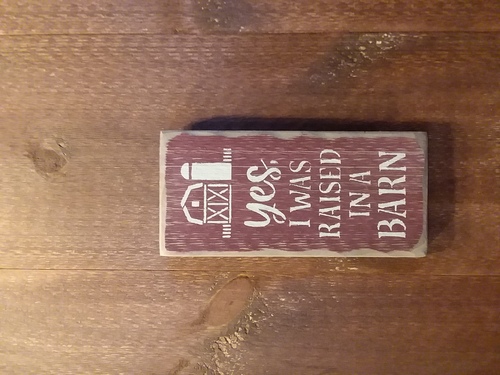 yes,
I WAS
RAISED
IN A
BARN